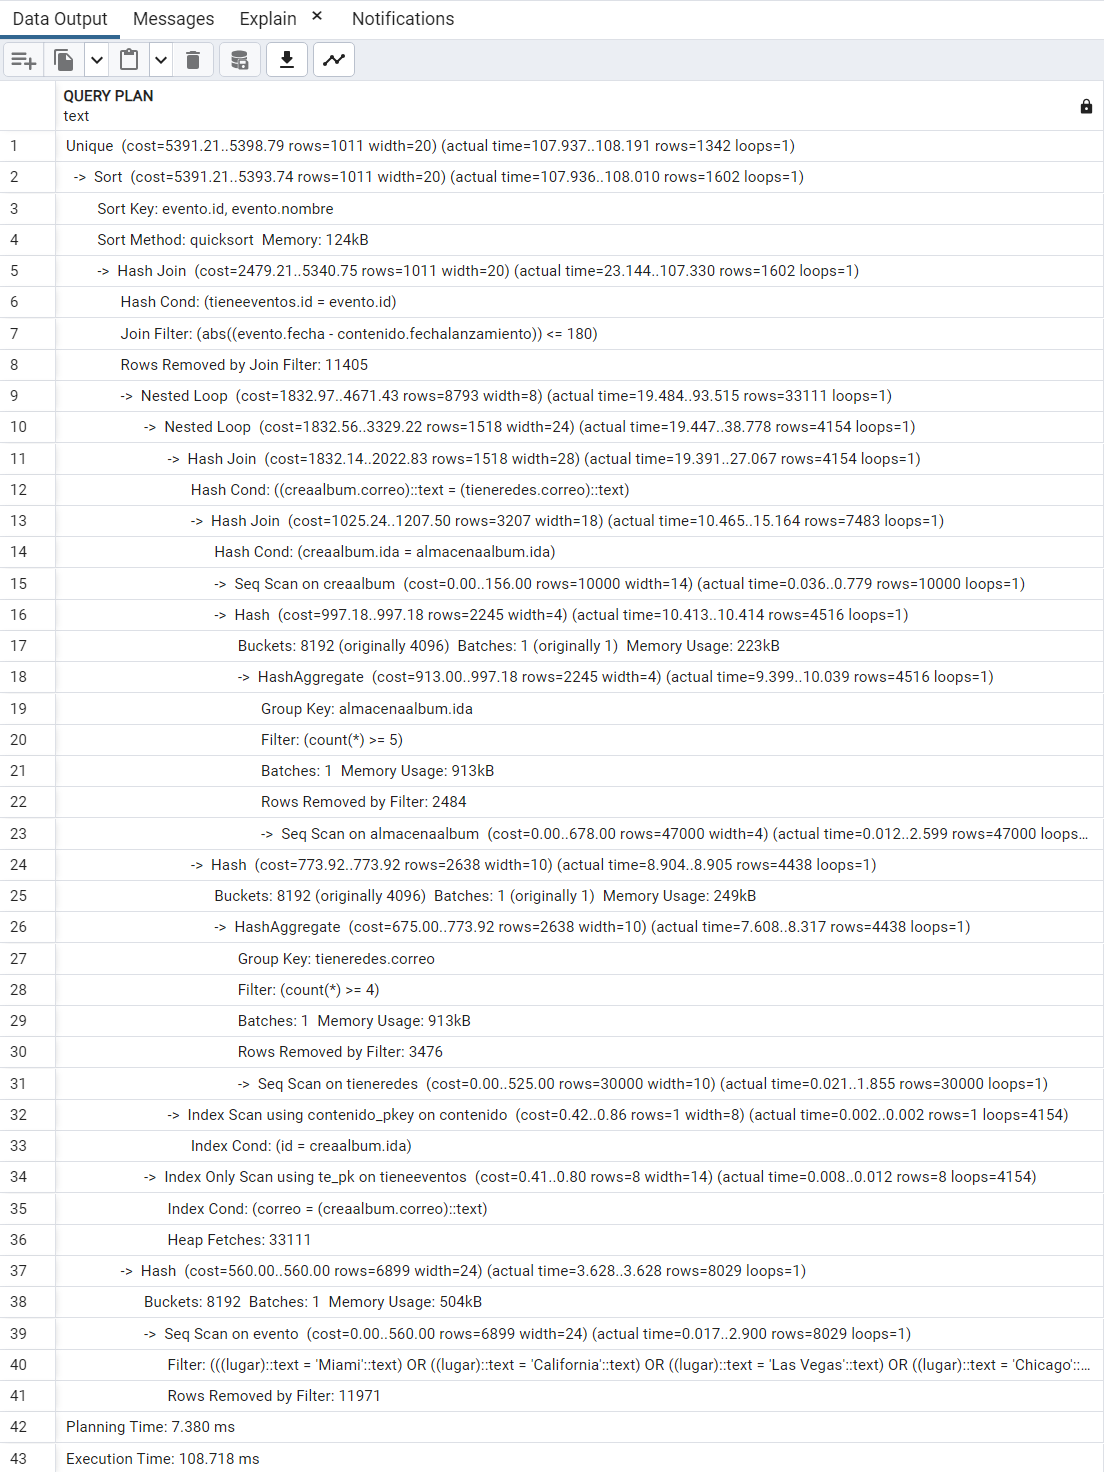 Data Output Messages Explain × Notifications
QUERY PLAN
text
1 Unique (cost=5391.21..5398.79 rows=1011 width=20) (actual time=107.937..108.191 rows=1342 loops=1)
2 -> Sort (cost=5391.21..5393.74 rows=1011 width=20) (actual time=107.936..108.010 rows=1602 loops=1)
3 Sort Key: evento.id, evento.nombre
4 Sort Method: quicksort Memory: 124kB
5 -> Hash Join (cost=2479.21..5340.75 rows=1011 width=20) (actual time=23.144..107.330 rows=1602 loops=1)
6 Hash Cond: (tieneeventos.id = evento.id)
7 Join Filter: (abs((evento.fecha - contenido.fechalanzamiento)) <= 180)
8 Rows Removed by Join Filter: 11405
9 -> Nested Loop (cost=1832.97..4671.43 rows=8793 width=8) (actual time=19.484..93.515 rows=33111 loops=1)
10 -> Nested Loop (cost=1832.56..3329.22 rows=1518 width=24) (actual time=19.447..38.778 rows=4154 loops=1)
11 -> Hash Join (cost=1832.14..2022.83 rows=1518 width=28) (actual time=19.391..27.067 rows=4154 loops=1)
12 Hash Cond: ((creaalbum.correo)::text = (tieneredes.correo)::text)
13 -> Hash Join (cost=1025.24..1207.50 rows=3207 width=18) (actual time=10.465..15.164 rows=7483 loops=1)
14 Hash Cond: (creaalbum.ida = almacenaalbum.ida)
15 -> Seq Scan on creaalbum (cost=0.00..156.00 rows=10000 width=14) (actual time=0.036..0.779 rows=10000 loops=1)
16 -> Hash (cost=997.18..997.18 rows=2245 width=4) (actual time=10.413..10.414 rows=4516 loops=1)
17 Buckets: 8192 (originally 4096) Batches: 1 (originally 1) Memory Usage: 223kB
18 -> HashAggregate (cost=913.00..997.18 rows=2245 width=4) (actual time=9.399..10.039 rows=4516 loops=1)
19 Group Key: almacenaalbum.ida
20 Filter: (count(*) >= 5)
21 Batches: 1 Memory Usage: 913kB
22 Rows Removed by Filter: 2484
23 -> Seq Scan on almacenaalbum (cost=0.00..678.00 rows=47000 width=4) (actual time=0.012..2.599 rows=47000 loops...
24 -> Hash (cost=773.92..773.92 rows=2638 width=10) (actual time=8.904..8.905 rows=4438 loops=1)
25 Buckets: 8192 (originally 4096) Batches: 1 (originally 1) Memory Usage: 249kB
26 -> HashAggregate (cost=675.00..773.92 rows=2638 width=10) (actual time=7.608..8.317 rows=4438 loops=1)
27 Group Key: tieneredes.correo
28 Filter: (count(*) >= 4)
29 Batches: 1 Memory Usage: 913kB
30 Rows Removed by Filter: 3476
31 -> Seq Scan on tieneredes (cost=0.00..525.00 rows=30000 width=10) (actual time=0.021..1.855 rows=30000 loops=1)
32 -> Index Scan using contenido_pkey on contenido (cost=0.42..0.86 rows=1 width=8) (actual time=0.002..0.002 rows=1 loops=4154)
33 Index Cond: (id = creaalbum.ida)
34 -> Index Only Scan using te_pk on tieneeventos (cost=0.41..0.80 rows=8 width=14) (actual time=0.008..0.012 rows=8 loops=4154)
35 Index Cond: (correo = (creaalbum.correo)::text)
36 Heap Fetches: 33111
37 -> Hash (cost=560.00..560.00 rows=6899 width=24) (actual time=3.628..3.628 rows=8029 loops=1)
38 Buckets: 8192 Batches: 1 Memory Usage: 504kB
39 -> Seq Scan on evento (cost=0.00..560.00 rows=6899 width=24) (actual time=0.017..2.900 rows=8029 loops=1)
40 Filter: (((lugar)::text = 'Miami'::text) OR ((lugar)::text = 'California'::text) OR ((lugar)::text = 'Las Vegas'::text) OR ((lugar)::text = 'Chicago'::...
41 Rows Removed by Filter: 11971
42 Planning Time: 7.380 ms
43 Execution Time: 108.718 ms